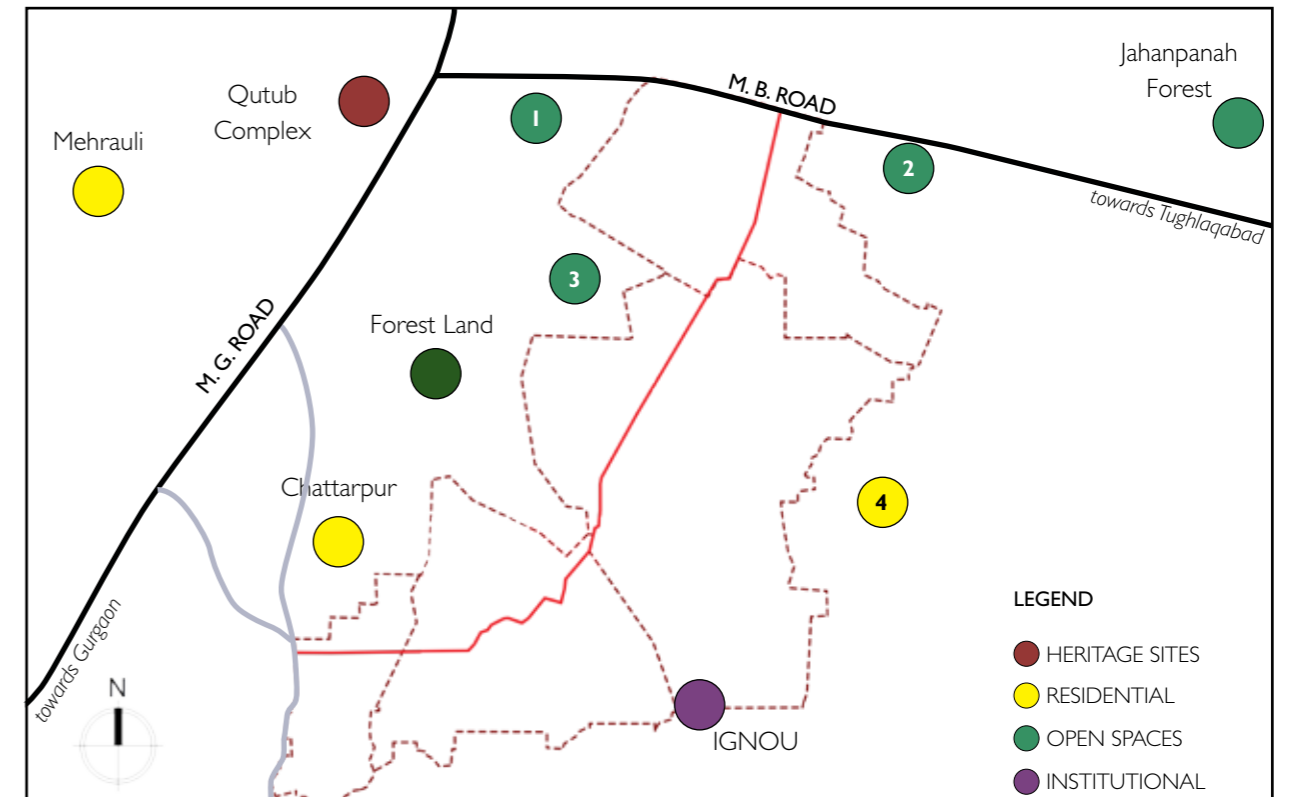 Jahanpanah
Forest
M. B. ROAD
Qutub
Complex
1
Mehrauli
2
towards Tughlaqabad
3
M. G. ROAD
Forest Land
Chattarpur
4
LEGEND
HERITAGE SITES
RESIDENTIAL
OPEN SPACES
INSTITUTIONAL
towards Gurgaon
N
IGNOU